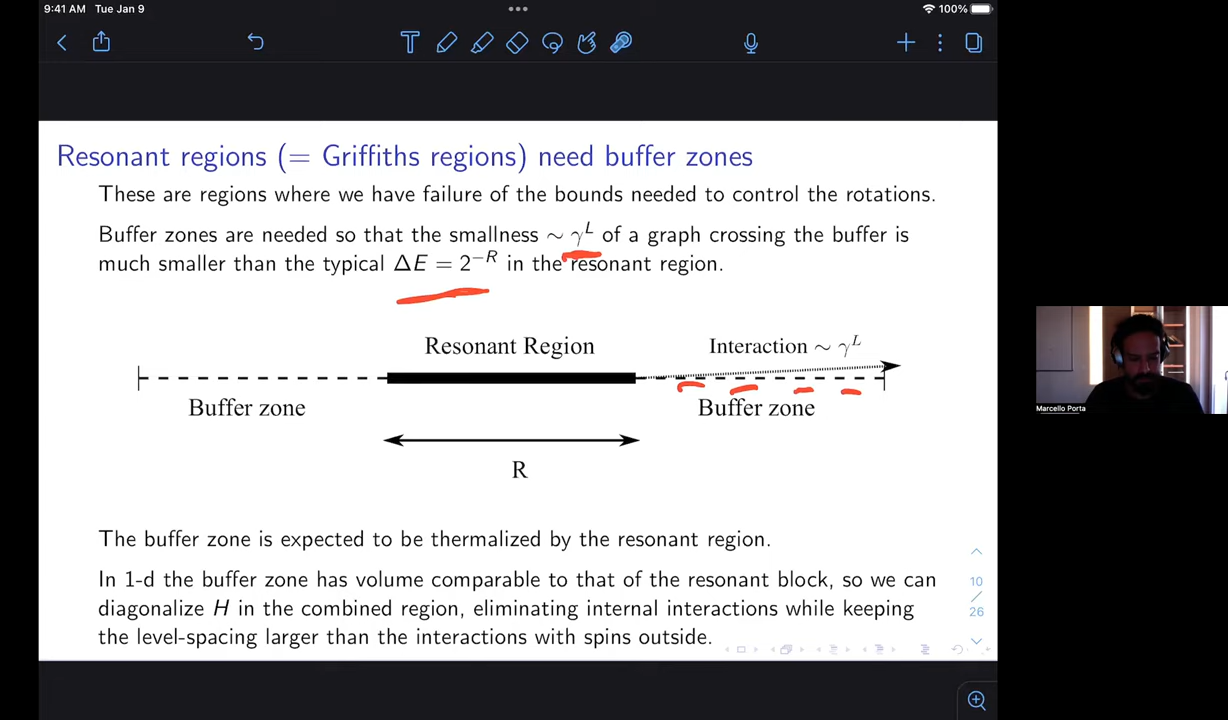 9:41 AM Tue Jan 9
100%
Resonant regions (= Griffiths regions) need buffer zones
These are regions where we have failure of the bounds needed to control the rotations.
Buffer zones are needed so that the smallness ∼ γ^L of a graph crossing the buffer is
much smaller than the typical ΔE = 2^{-R} in the resonant region.
Resonant Region
Interaction ∼ γ^L
Buffer zone
Buffer zone
R
The buffer zone is expected to be thermalized by the resonant region.
In 1-d the buffer zone has volume comparable to that of the resonant block, so we can
diagonalize H in the combined region, eliminating internal interactions while keeping
the level-spacing larger than the interactions with spins outside.
10
/
26
Marcello Porta